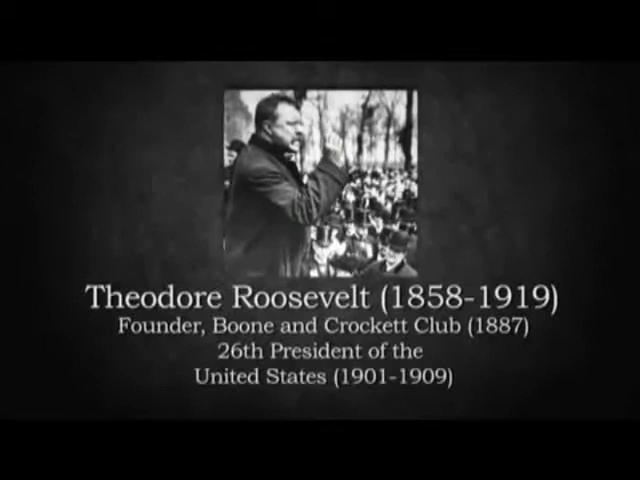 Theodore Roosevelt (1858-1919)
Founder, Boone and Crockett Club (1887)
26th President of the
United States (1901-1909)